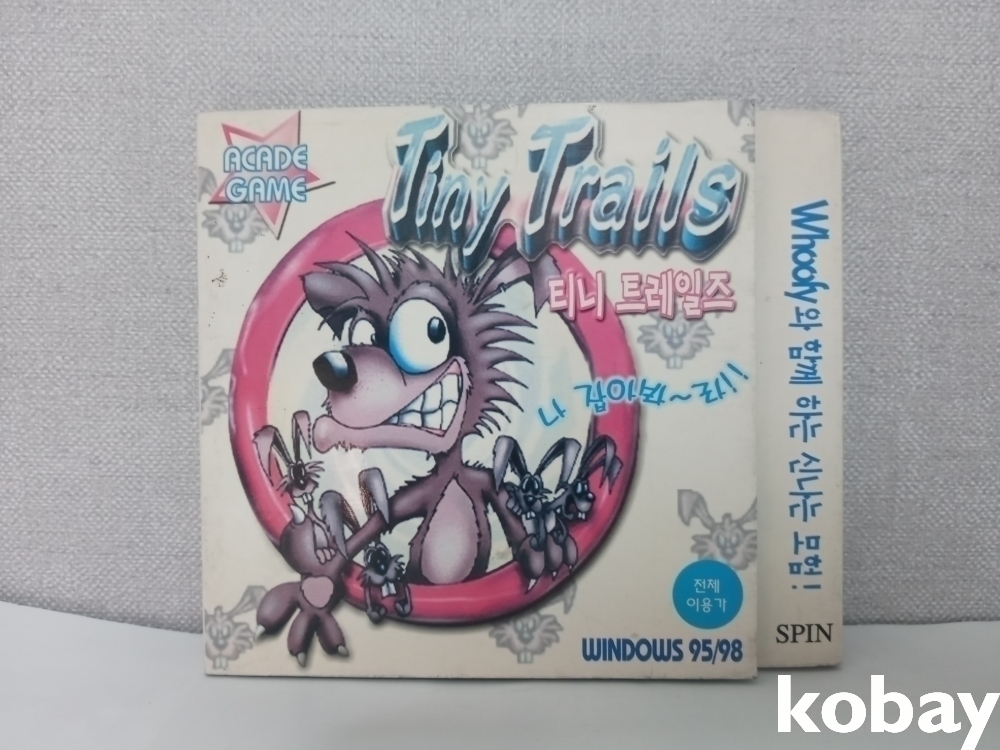 ACADE
GAME
Tiny Trails
티니 트레일즈
나 잡아봐~라!!
전체
이용가
WINDOWS 95/98
Whoofy와 함께 하는 신나는 모험!
SPIN
kobay